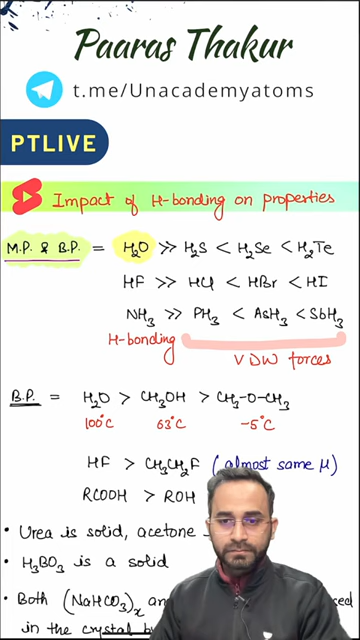 Paaras Thakur
t.me/Unacademyatoms
PTLIVE
Impact of H-bonding on properties
M.P. & B.P. = H₂O >> H₂S < H₂Se < H₂Te
HF >> HCl < HBr < HI
NH₃ >> PH₃ < AsH₃ < SbH₃
H-bonding
VDW forces
B.P. = H₂O > CH₃OH > CH₃-O-CH₃
100°C 63°C -5°C
HF > CH₃CH₂F (almost same μ)
RCOOH > ROH
• Urea is solid, acetone
• H₃BO₃ is a solid
• Both (NaHCO₃)ₓ an
in the crystal by